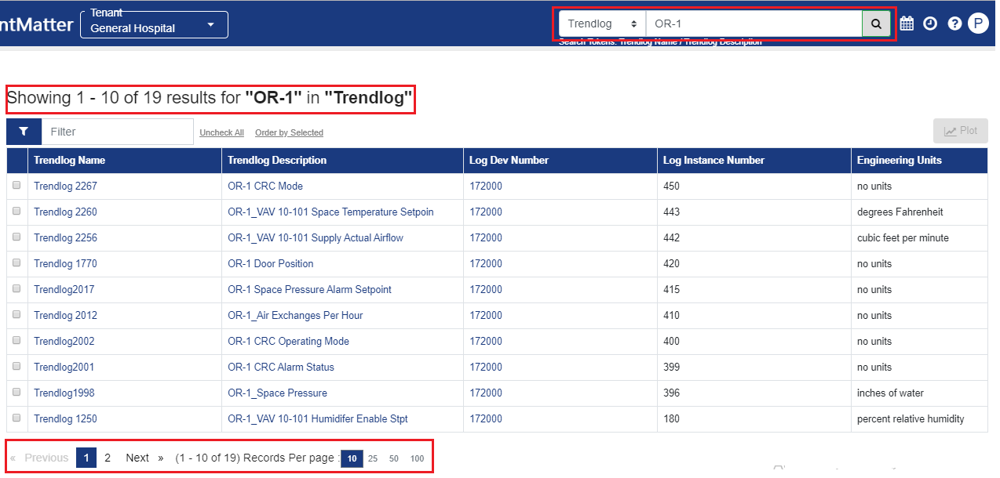 Tenant
ntMatter General Hospital Trendlog OR-1 P
Search Tokens: Trendlog Name / Trendlog Description
Showing 1 - 10 of 19 results for "OR-1" in "Trendlog"
Filter Uncheck All Order by Selected Plot
Trendlog Name Trendlog Description Log Dev Number Log Instance Number Engineering Units
Trendlog 2267 OR-1 CRC Mode 172000 450 no units
Trendlog 2260 OR-1_VAV 10-101 Space Temperature Setpoin 172000 443 degrees Fahrenheit
Trendlog 2256 OR-1_VAV 10-101 Supply Actual Airflow 172000 442 cubic feet per minute
Trendlog 1770 OR-1 Door Position 172000 420 no units
Trendlog2017 OR-1 Space Pressure Alarm Setpoint 172000 415 no units
Trendlog 2012 OR-1_Air Exchanges Per Hour 172000 410 no units
Trendlog2002 OR-1 CRC Operating Mode 172000 400 no units
Trendlog2001 OR-1 CRC Alarm Status 172000 399 no units
Trendlog1998 OR-1_Space Pressure 172000 396 inches of water
Trendlog 1250 OR-1_VAV 10-101 Humidifer Enable Stpt 172000 180 percent relative humidity
« Previous 1 2 Next » (1 - 10 of 19) Records Per page : 10 25 50 100